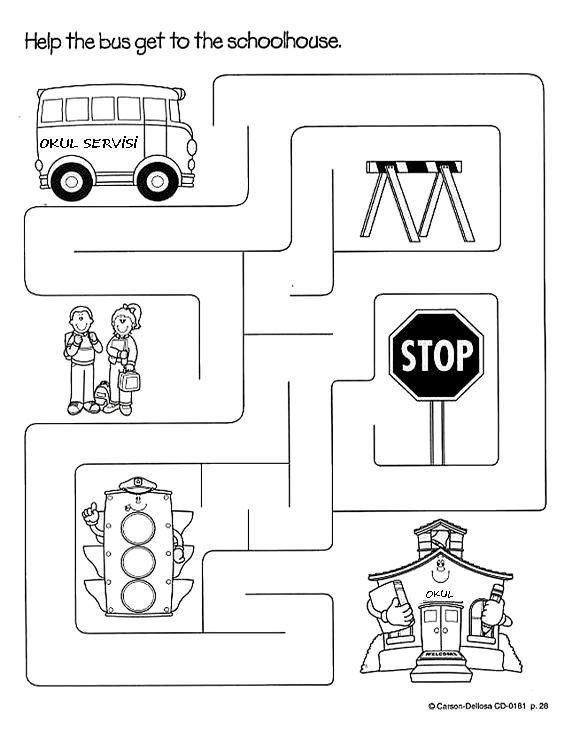 Help the bus get to the schoolhouse.
OKUL SERVİSİ
STOP
OKUL
WELCOME
© Carson-Dellosa CD-0181 p. 28